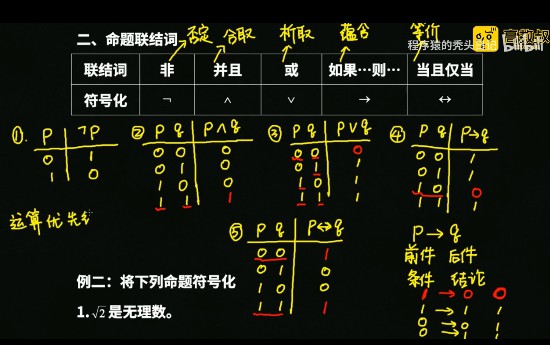 二、命题联结词
否定 合取 析取 蕴含 等价
程序猿的秃头 高数叔
bilibili
联结词 非 并且 或 如果…则… 当且仅当
符号化 ¬ ∧ ∨ → ↔
① P ¬P
0 1
1 0
② P q P∧q
0 0 0
0 1 0
1 0 0
1 1 1
③ P q P∨q
0 0 0
0 1 1
1 0 1
1 1 1
④ P q P→q
0 0 1
0 1 1
1 0 0
1 1 1
运算优先
⑤ P q P↔q
0 0 1
0 1 0
1 0 0
1 1 1
P → q
前件 后件
条件 结论
1 → 0 0
1 → 1 1
0 → 0 1
0 → 1 1
例二：将下列命题符号化
1. √2 是无理数。